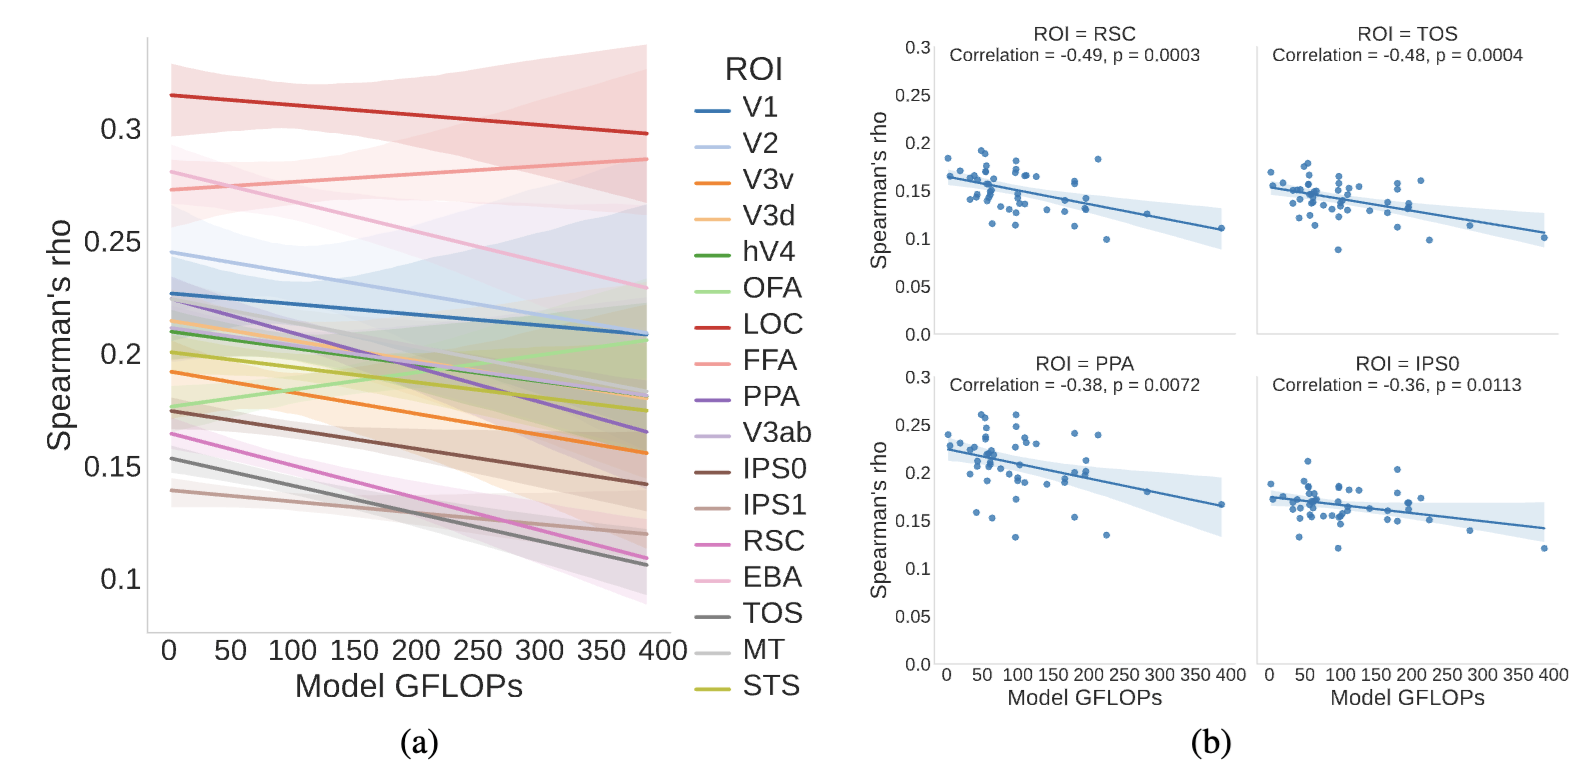 Spearman's rho
0.3
0.25
0.2
0.15
0.1
0 50 100 150 200 250 300 350 400
Model GFLOPs
ROI
V1
V2
V3v
V3d
hV4
OFA
LOC
FFA
PPA
V3ab
IPS0
IPS1
RSC
EBA
TOS
MT
STS
(a)
ROI = RSC
Correlation = -0.49, p = 0.0003
Spearman's rho
0.3
0.25
0.2
0.15
0.1
0.05
0.0
ROI = TOS
Correlation = -0.48, p = 0.0004
ROI = PPA
Correlation = -0.38, p = 0.0072
Spearman's rho
0.3
0.25
0.2
0.15
0.1
0.05
0.0
0 50 100 150 200 250 300 350 400
Model GFLOPs
ROI = IPS0
Correlation = -0.36, p = 0.0113
0 50 100 150 200 250 300 350 400
Model GFLOPs
(b)